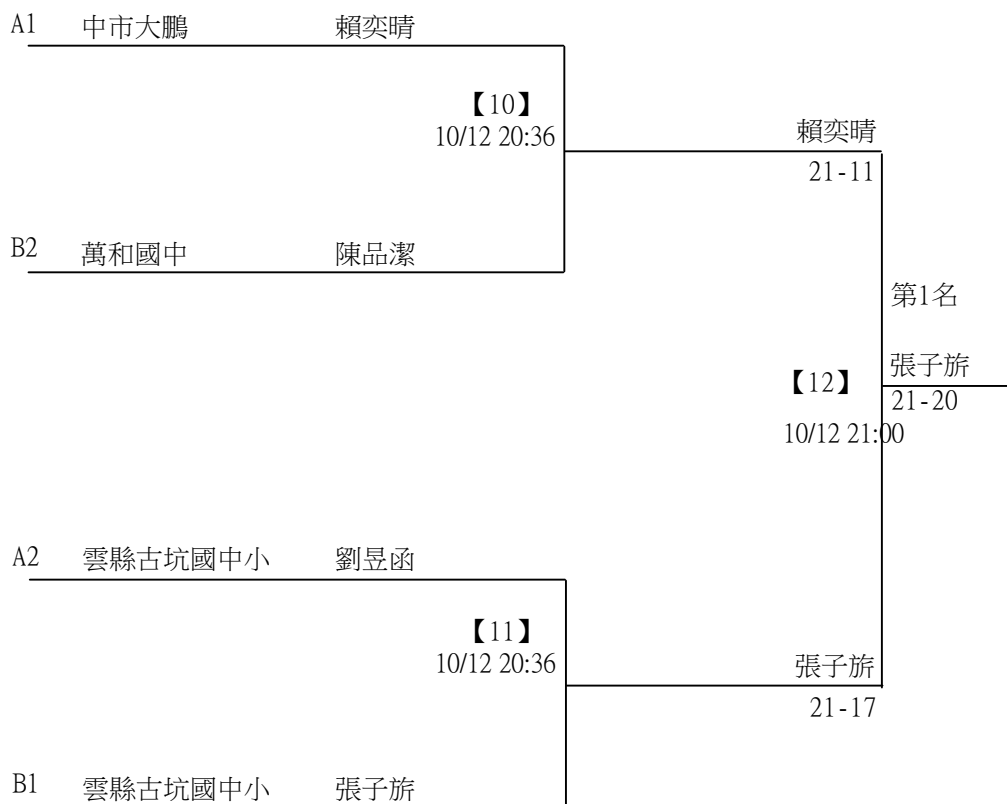 A1 中市大鵬 賴奕晴
【10】
10/12 20:36
賴奕晴
21-11
B2 萬和國中 陳品潔
第1名
張子旂
21-20
【12】
10/12 21:00
A2 雲縣古坑國中小 劉昱函
【11】
10/12 20:36
張子旂
21-17
B1 雲縣古坑國中小 張子旂